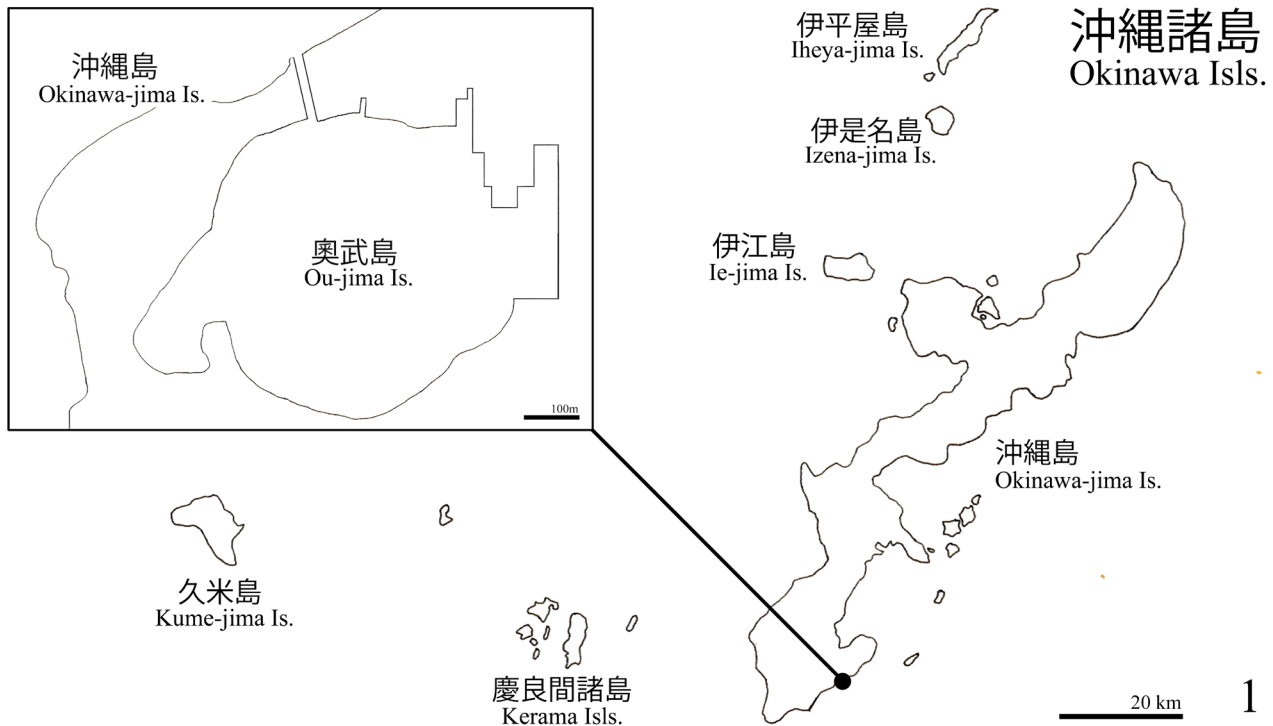 沖縄諸島
Okinawa Isls.
沖縄島
Okinawa-jima Is.
奥武島
Ou-jima Is.
100m
伊平屋島
Iheya-jima Is.
伊是名島
Izena-jima Is.
伊江島
Ie-jima Is.
沖縄島
Okinawa-jima Is.
久米島
Kume-jima Is.
慶良間諸島
Kerama Isls.
20 km
1